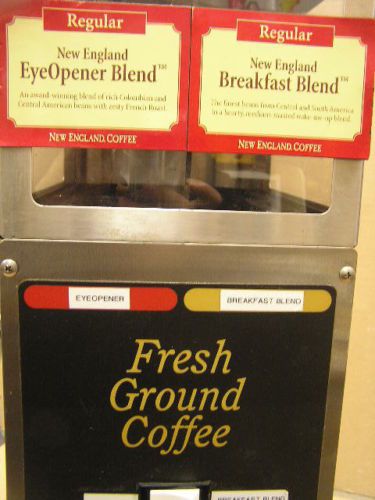 Regular
New England
EyeOpener Blend™
An award-winning blend of rich Colombian and
Central American beans with zesty French Roast.
NEW ENGLAND COFFEE
Regular
New England
Breakfast Blend™
The finest beans from Central and South America
in a hearty, medium roasted wake-me-up blend.
NEW ENGLAND COFFEE
EYEOPENER
BREAKFAST BLEND
Fresh
Ground
Coffee
BREAKFAST BLEND